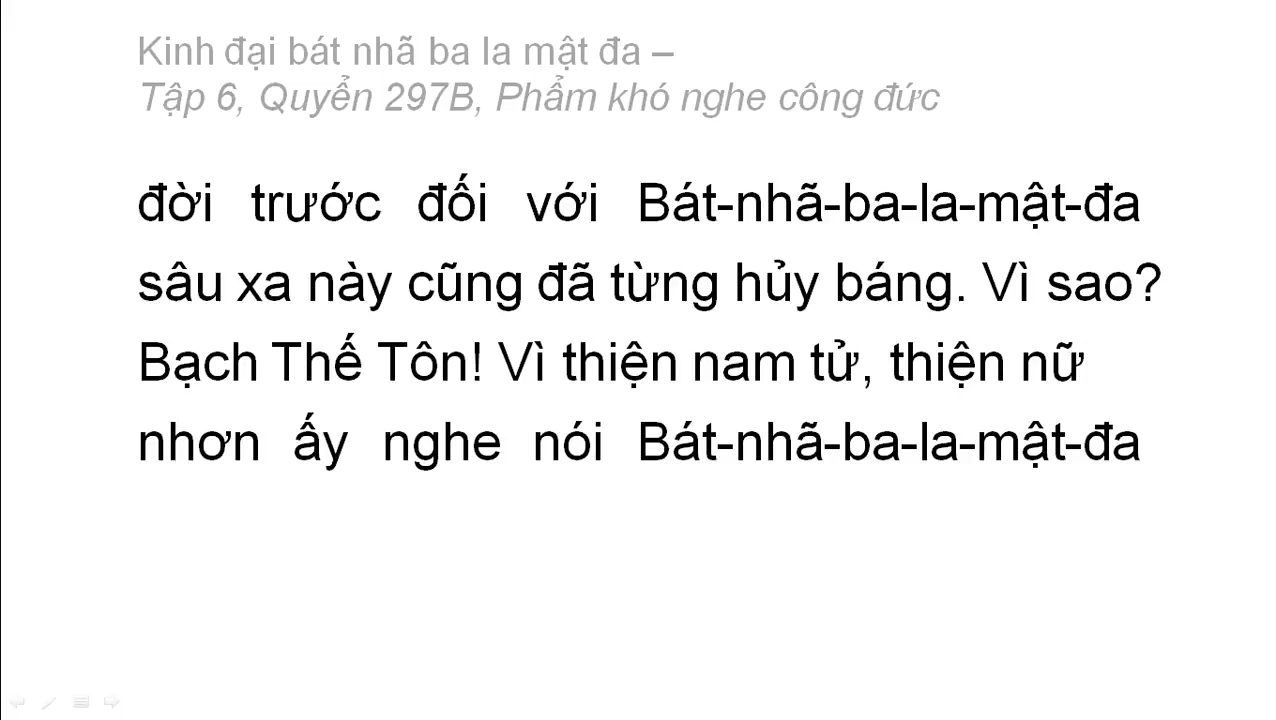 Kinh đại bát nhã ba la mật đa –
Tập 6, Quyển 297B, Phẩm khó nghe công đức
đời trước đối với Bát-nhã-ba-la-mật-đa
sâu xa này cũng đã từng hủy báng. Vì sao?
Bạch Thế Tôn! Vì thiện nam tử, thiện nữ
nhơn ấy nghe nói Bát-nhã-ba-la-mật-đa